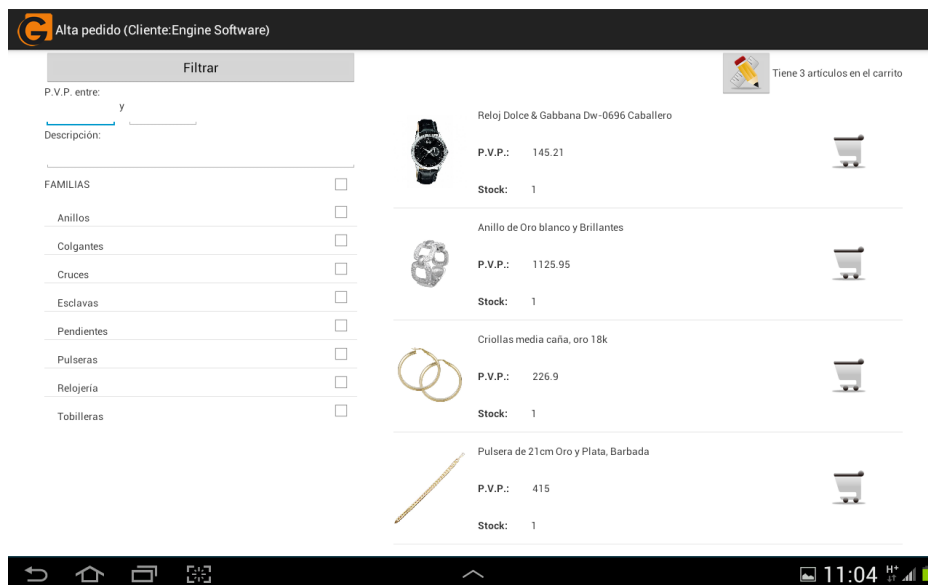 Alta pedido (Cliente:Engine Software)
Filtrar
P.V.P. entre:
y
Descripción:
FAMILIAS
Anillos
Colgantes
Cruces
Esclavas
Pendientes
Pulseras
Relojería
Tobilleras
Tiene 3 artículos en el carrito
Reloj Dolce & Gabbana Dw-0696 Caballero
P.V.P.: 145.21
Stock: 1
Anillo de Oro blanco y Brillantes
P.V.P.: 1125.95
Stock: 1
Criollas media caña, oro 18k
P.V.P.: 226.9
Stock: 1
Pulsera de 21cm Oro y Plata, Barbada
P.V.P.: 415
Stock: 1
11:04 H+